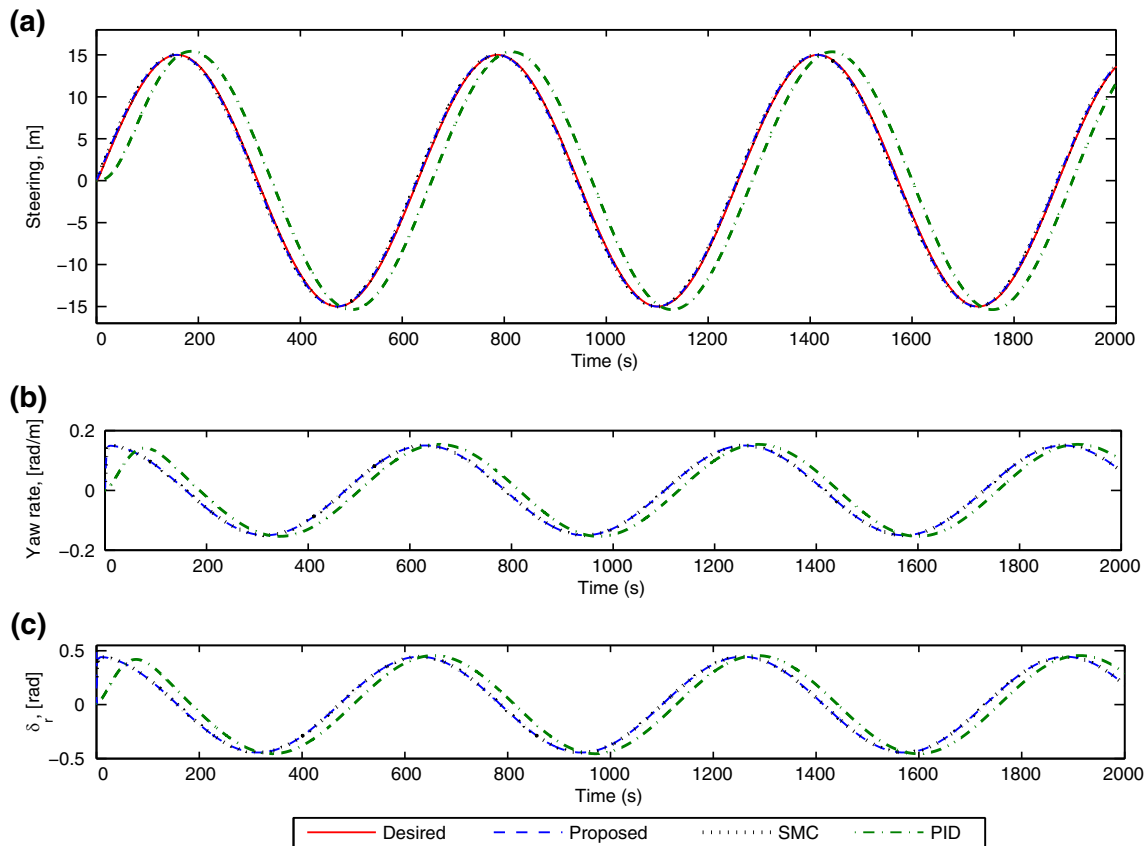 (a)
Steering, [m]
15
10
5
0
−5
−10
−15
0 200 400 600 800 1000 1200 1400 1600 1800 2000
Time (s)
(b)
Yaw rate, [rad/m]
0.2
0
−0.2
0 200 400 600 800 1000 1200 1400 1600 1800 2000
Time (s)
(c)
δr, [rad]
0.5
0
−0.5
0 200 400 600 800 1000 1200 1400 1600 1800 2000
Time (s)
Desired Proposed SMC PID